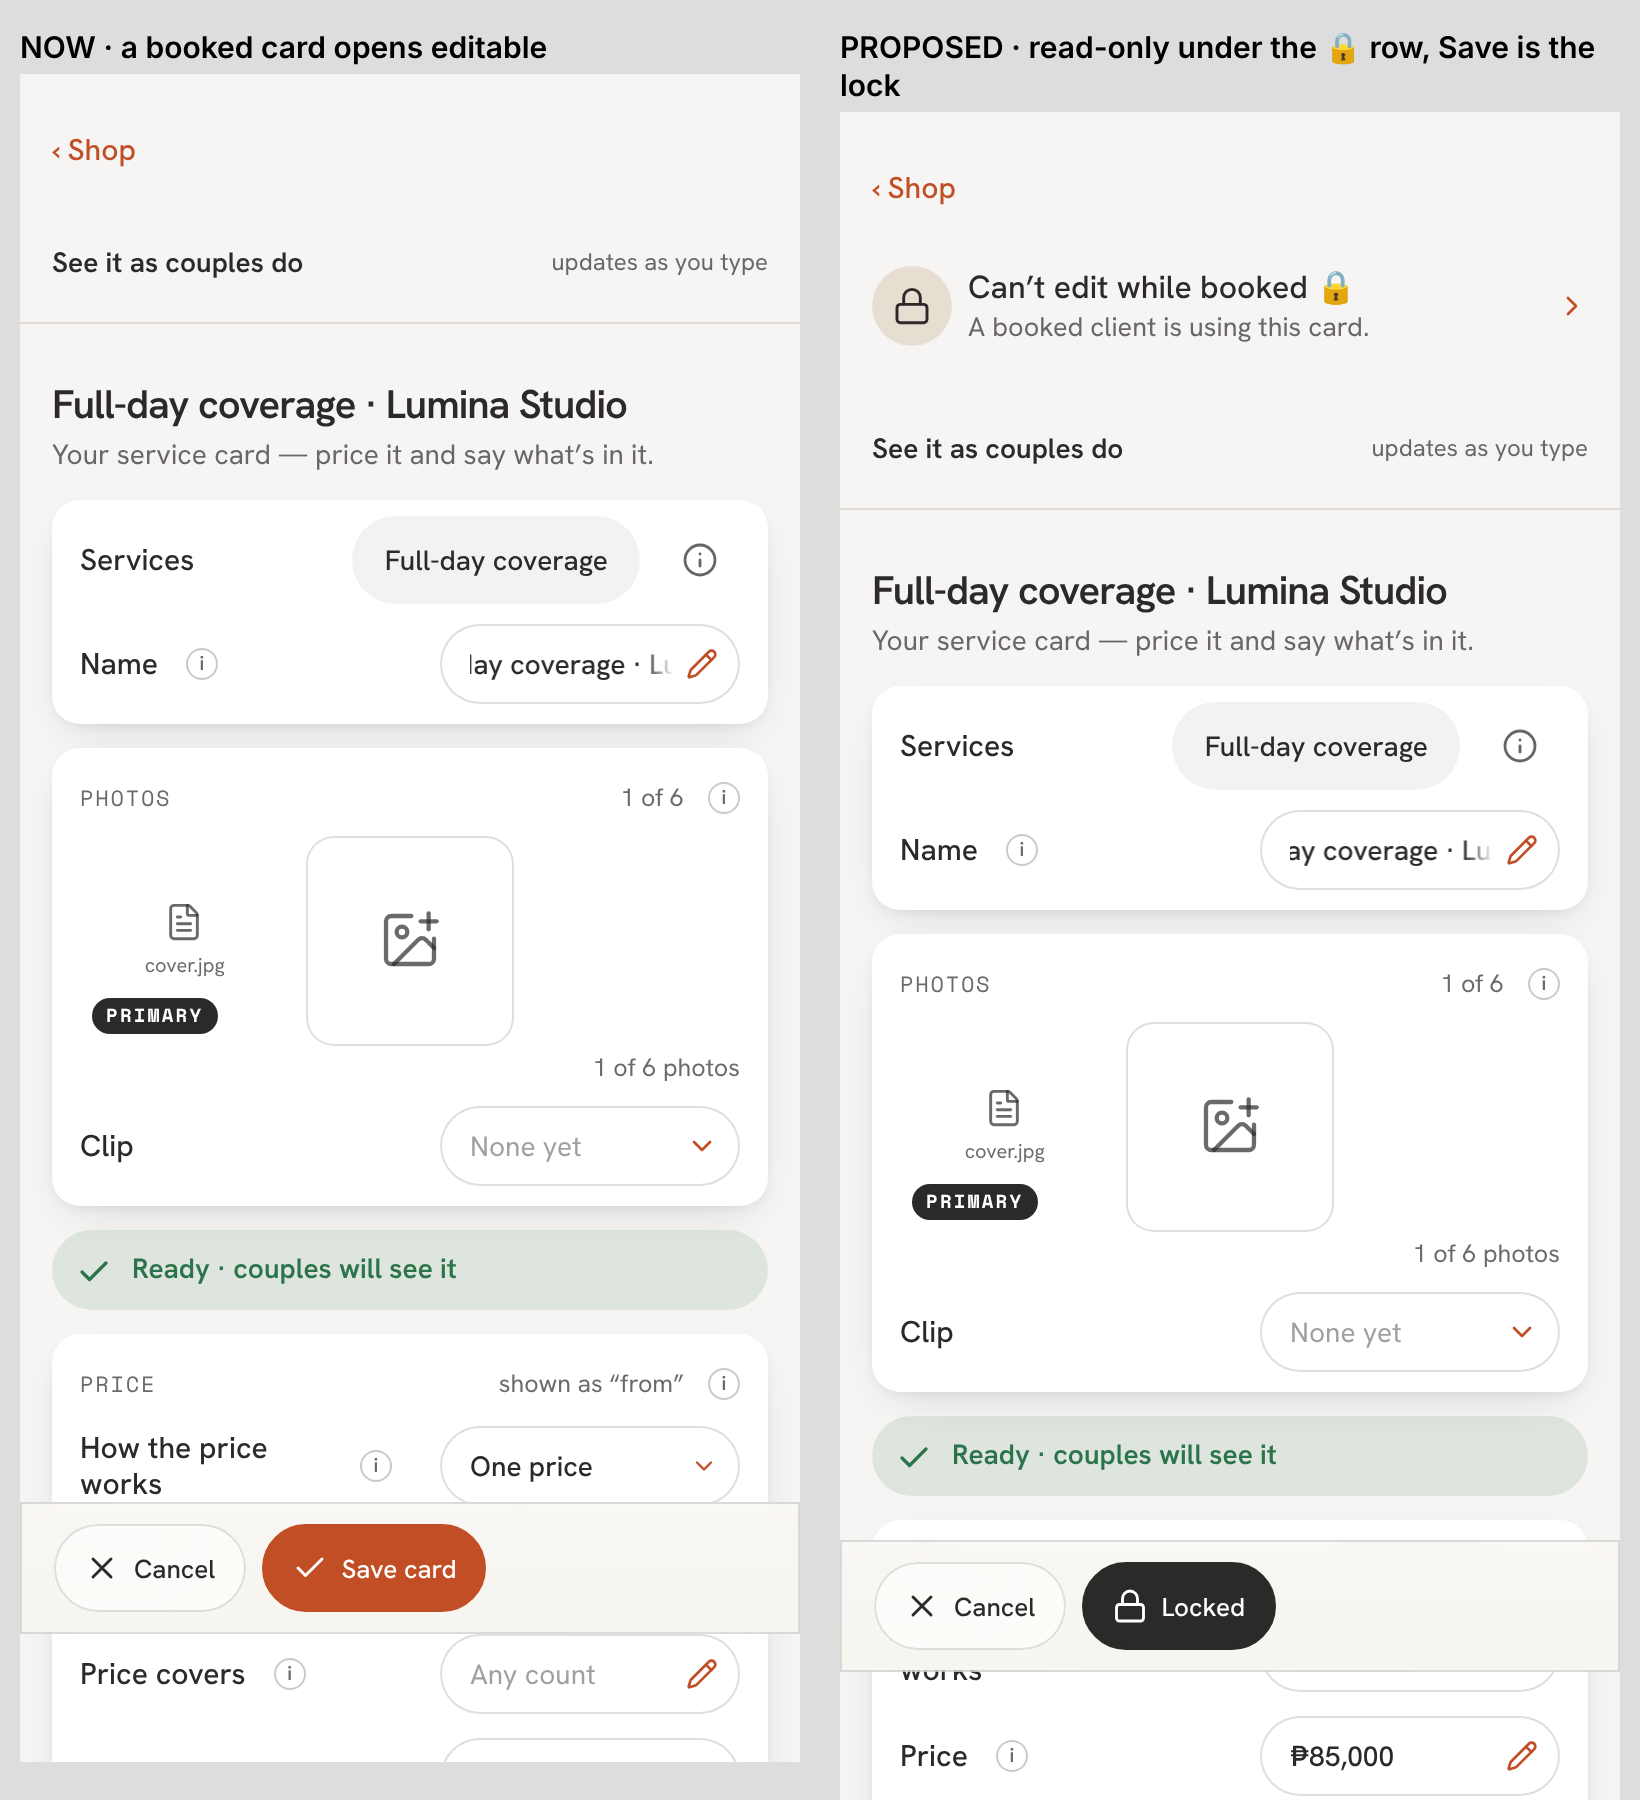 NOW · a booked card opens editable
‹ Shop
See it as couples do
updates as you type
Full-day coverage · Lumina Studio
Your service card — price it and say what’s in it.
Services
Full-day coverage
Name
day coverage · Lu
PHOTOS
1 of 6
cover.jpg
PRIMARY
1 of 6 photos
Clip
None yet
Ready · couples will see it
PRICE
shown as “from”
How the price
works
One price
Cancel
Save card
Price covers
Any count
PROPOSED · read-only under the 🔒 row, Save is the
lock
‹ Shop
Can’t edit while booked 🔒
A booked client is using this card.
See it as couples do
updates as you type
Full-day coverage · Lumina Studio
Your service card — price it and say what’s in it.
Services
Full-day coverage
Name
ay coverage · Lu
PHOTOS
1 of 6
cover.jpg
PRIMARY
1 of 6 photos
Clip
None yet
Ready · couples will see it
Cancel
Locked
works
Price
₱85,000